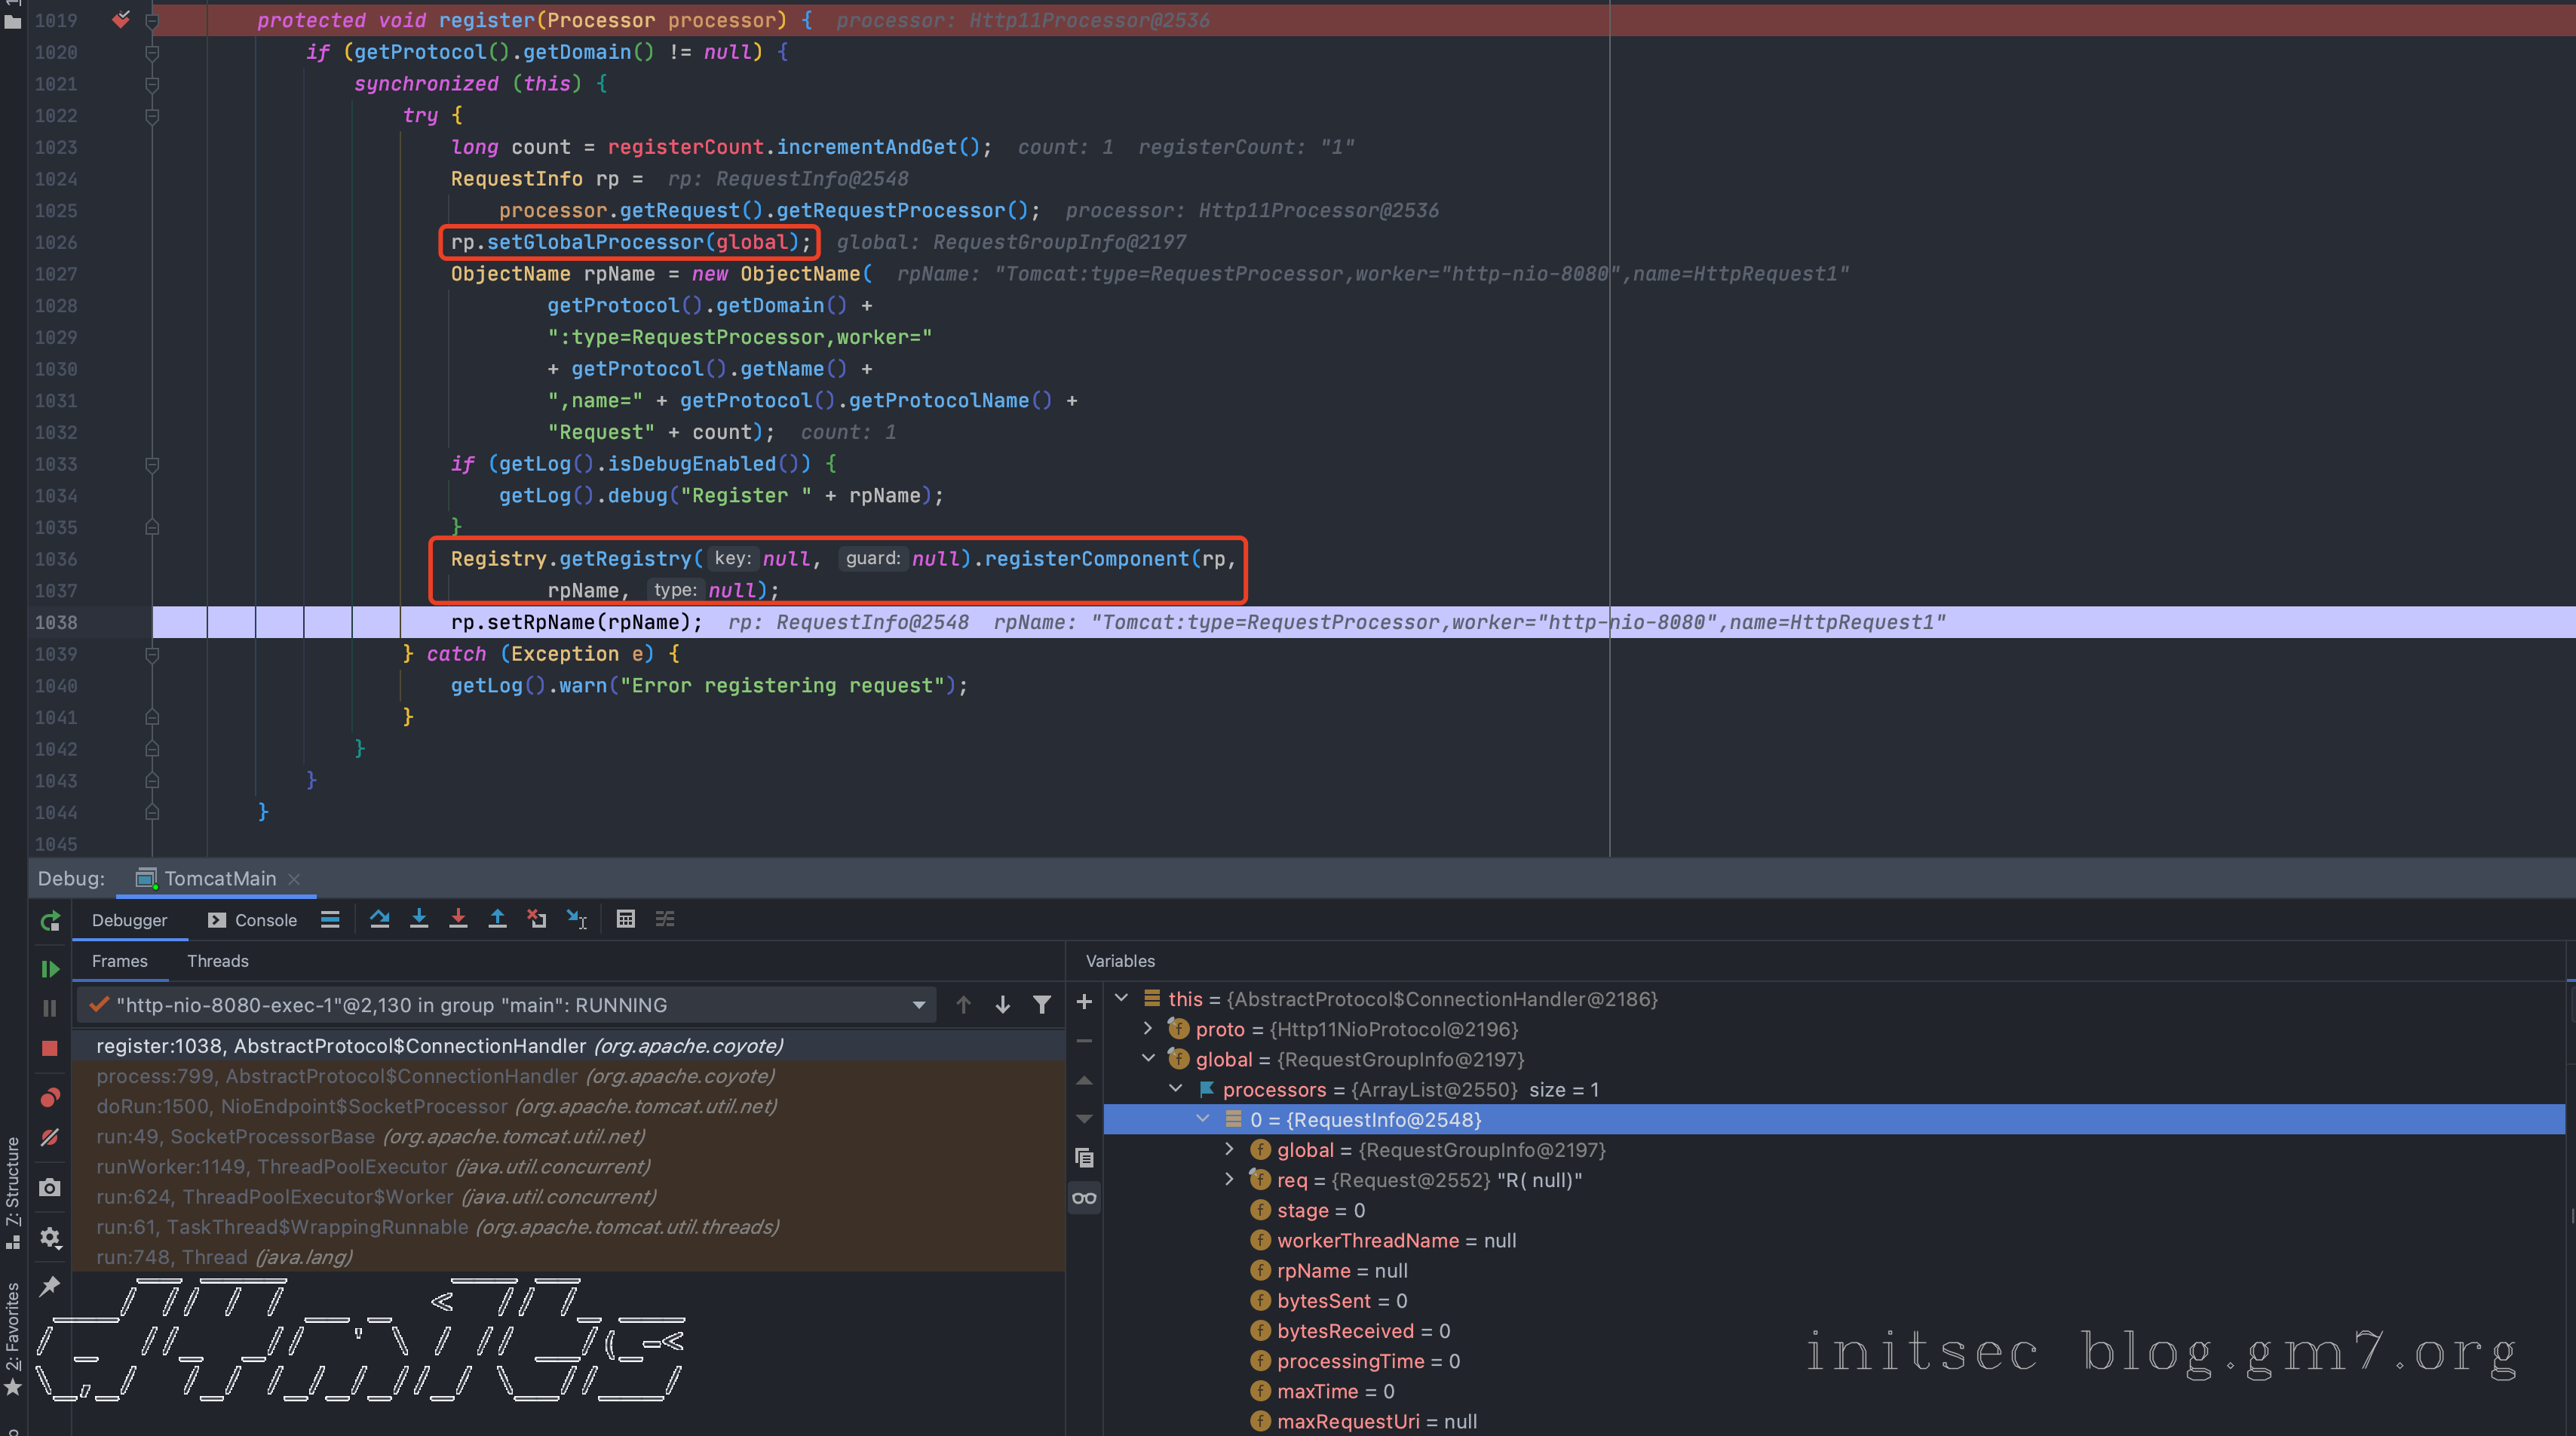 1019 protected void register(Processor processor) { processor: Http11Processor@2536
1020 if (getProtocol().getDomain() != null) {
1021 synchronized (this) {
1022 try {
1023 long count = registerCount.incrementAndGet(); count: 1 registerCount: "1"
1024 RequestInfo rp = rp: RequestInfo@2548
1025 processor.getRequest().getRequestProcessor(); processor: Http11Processor@2536
1026 rp.setGlobalProcessor(global); global: RequestGroupInfo@2197
1027 ObjectName rpName = new ObjectName( rpName: "Tomcat:type=RequestProcessor,worker="http-nio-8080",name=HttpRequest1"
1028 getProtocol().getDomain() +
1029 ":type=RequestProcessor,worker="
1030 + getProtocol().getName() +
1031 ",name=" + getProtocol().getProtocolName() +
1032 "Request" + count); count: 1
1033 if (getLog().isDebugEnabled()) {
1034 getLog().debug("Register " + rpName);
1035 }
1036 Registry.getRegistry( key: null, guard: null).registerComponent(rp,
1037 rpName, type: null);
1038 rp.setRpName(rpName); rp: RequestInfo@2548 rpName: "Tomcat:type=RequestProcessor,worker="http-nio-8080",name=HttpRequest1"
1039 } catch (Exception e) {
1040 getLog().warn("Error registering request");
1041 }
1042 }
1043 }
1044 }
1045
Debug: TomcatMain
Debugger Console
Frames Threads
Variables
"http-nio-8080-exec-1"@2,130 in group "main": RUNNING
register:1038, AbstractProtocol$ConnectionHandler (org.apache.coyote)
process:799, AbstractProtocol$ConnectionHandler (org.apache.coyote)
doRun:1500, NioEndpoint$SocketProcessor (org.apache.tomcat.util.net)
run:49, SocketProcessorBase (org.apache.tomcat.util.net)
runWorker:1149, ThreadPoolExecutor (java.util.concurrent)
run:624, ThreadPoolExecutor$Worker (java.util.concurrent)
run:61, TaskThread$WrappingRunnable (org.apache.tomcat.util.threads)
run:748, Thread (java.lang)
this = {AbstractProtocol$ConnectionHandler@2186}
proto = {Http11NioProtocol@2196}
global = {RequestGroupInfo@2197}
processors = {ArrayList@2550} size = 1
0 = {RequestInfo@2548}
global = {RequestGroupInfo@2197}
req = {Request@2552} "R( null)"
stage = 0
workerThreadName = null
rpName = null
bytesSent = 0
bytesReceived = 0
processingTime = 0
maxTime = 0
maxRequestUri = null
Z: Structure
2: Favorites
initsec blog.gm7.org